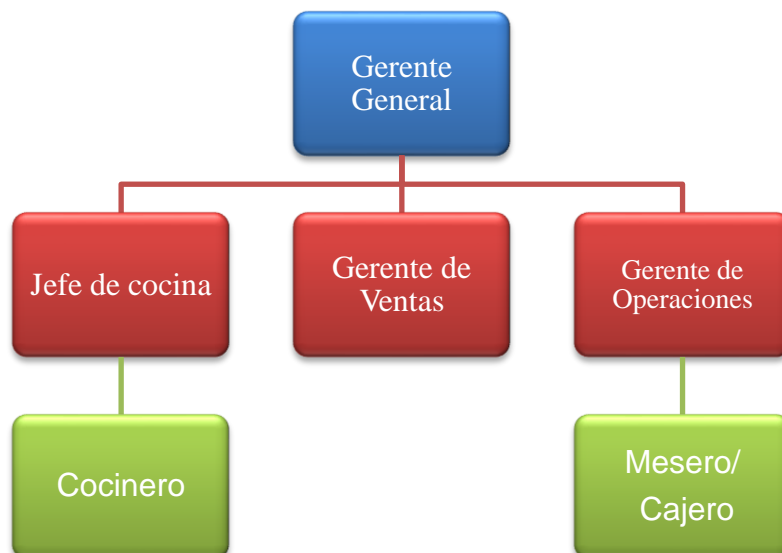 Gerente
General
Jefe de cocina
Gerente de
Ventas
Gerente de
Operaciones
Cocinero
Mesero/
Cajero